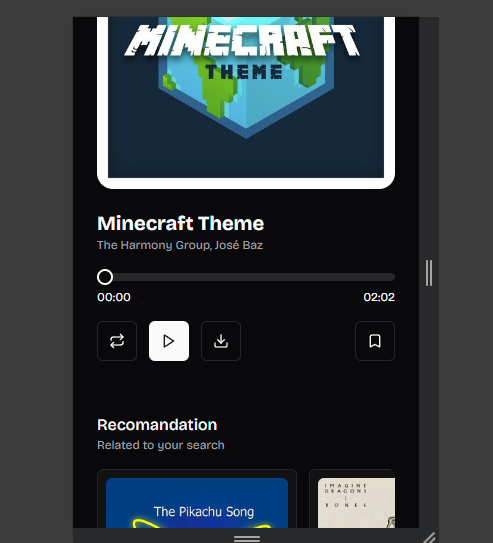 MINECRAFT
THEME
Minecraft Theme
The Harmony Group, José Baz
00:00
02:02
Recomandation
Related to your search
The Pikachu Song
IMAGINE
DRAGONS
/
BONES